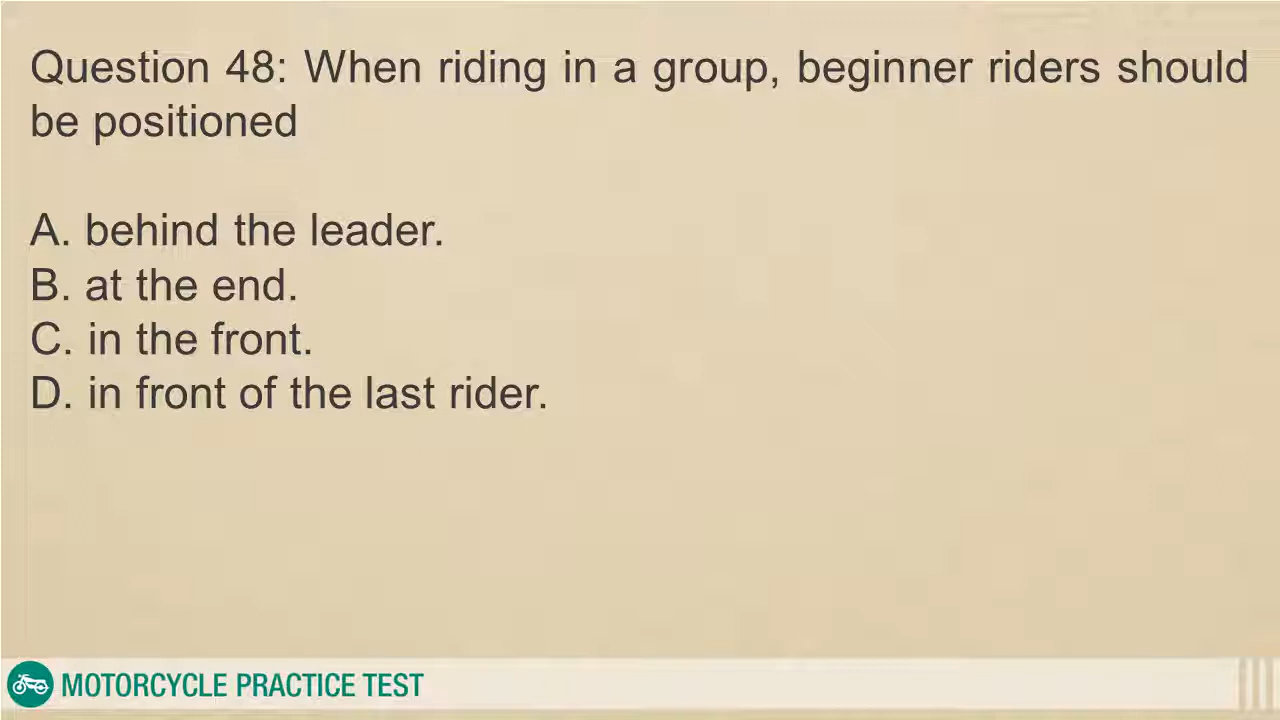 Question 48: When riding in a group, beginner riders should
be positioned
A. behind the leader.
B. at the end.
C. in the front.
D. in front of the last rider.
MOTORCYCLE PRACTICE TEST